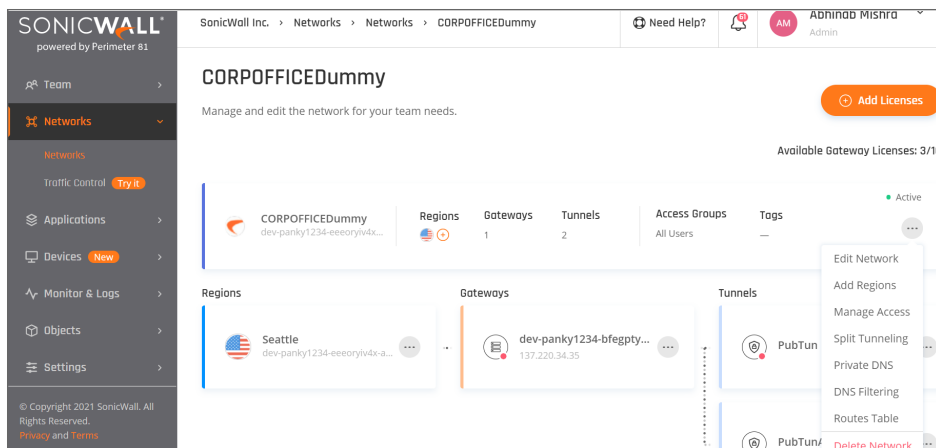 SONICWALL
powered by Perimeter 81
Team
Networks
Networks
Traffic Control Try it
Applications
Devices New
Monitor & Logs
Objects
Settings
© Copyright 2021 SonicWall. All
Rights Reserved.
Privacy and Terms
SonicWall Inc. > Networks > Networks > CORPOFFICEDummy
Need Help?
AM
Abhinab Mishra
Admin
CORPOFFICEDummy
Manage and edit the network for your team needs.
Add Licenses
Available Gateway Licenses: 3/1
Active
CORPOFFICEDummy
dev-panky1234-eeeoryiv4x...
Regions
Gateways
1
Tunnels
2
Access Groups
All Users
Tags
—
...
Edit Network
Add Regions
Manage Access
Split Tunneling
Private DNS
DNS Filtering
Routes Table
Delete Network
Regions
Seattle
dev-panky1234-eeeoryiv4x-a...
...
Gateways
dev-panky1234-bfegpty...
137.220.34.35
...
Tunnels
PubTun
PubTun